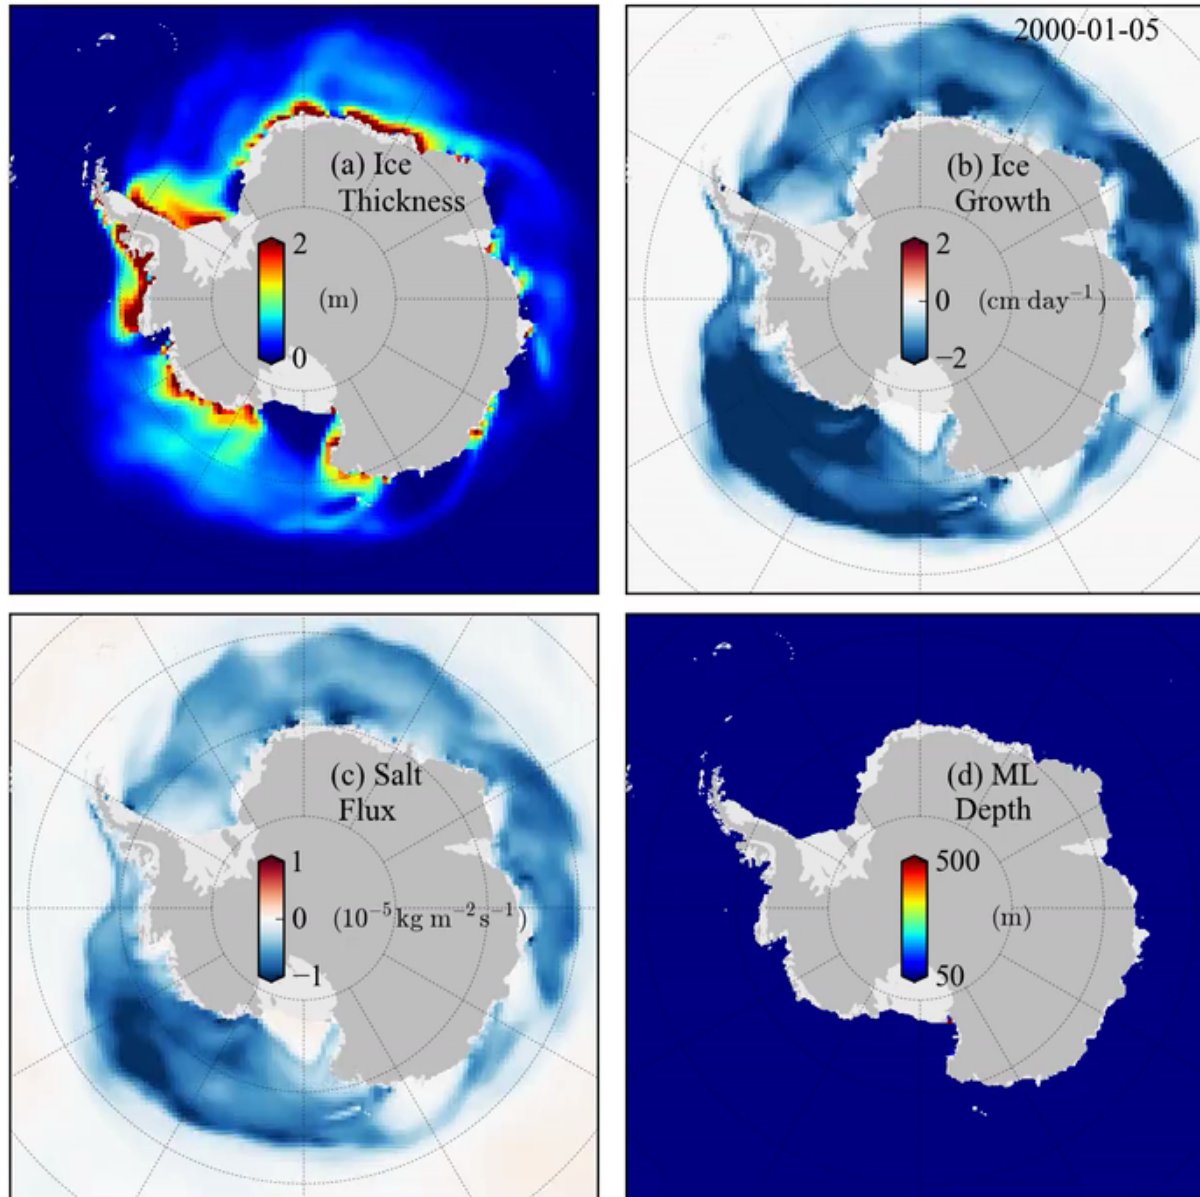 (a) Ice
Thickness
2
(m)
0
2000-01-05
(b) Ice
Growth
2
0
(cm day⁻¹)
−2
(c) Salt
Flux
1
0
(10⁻⁵ kg m⁻² s⁻¹)
−1
(d) ML
Depth
500
(m)
50